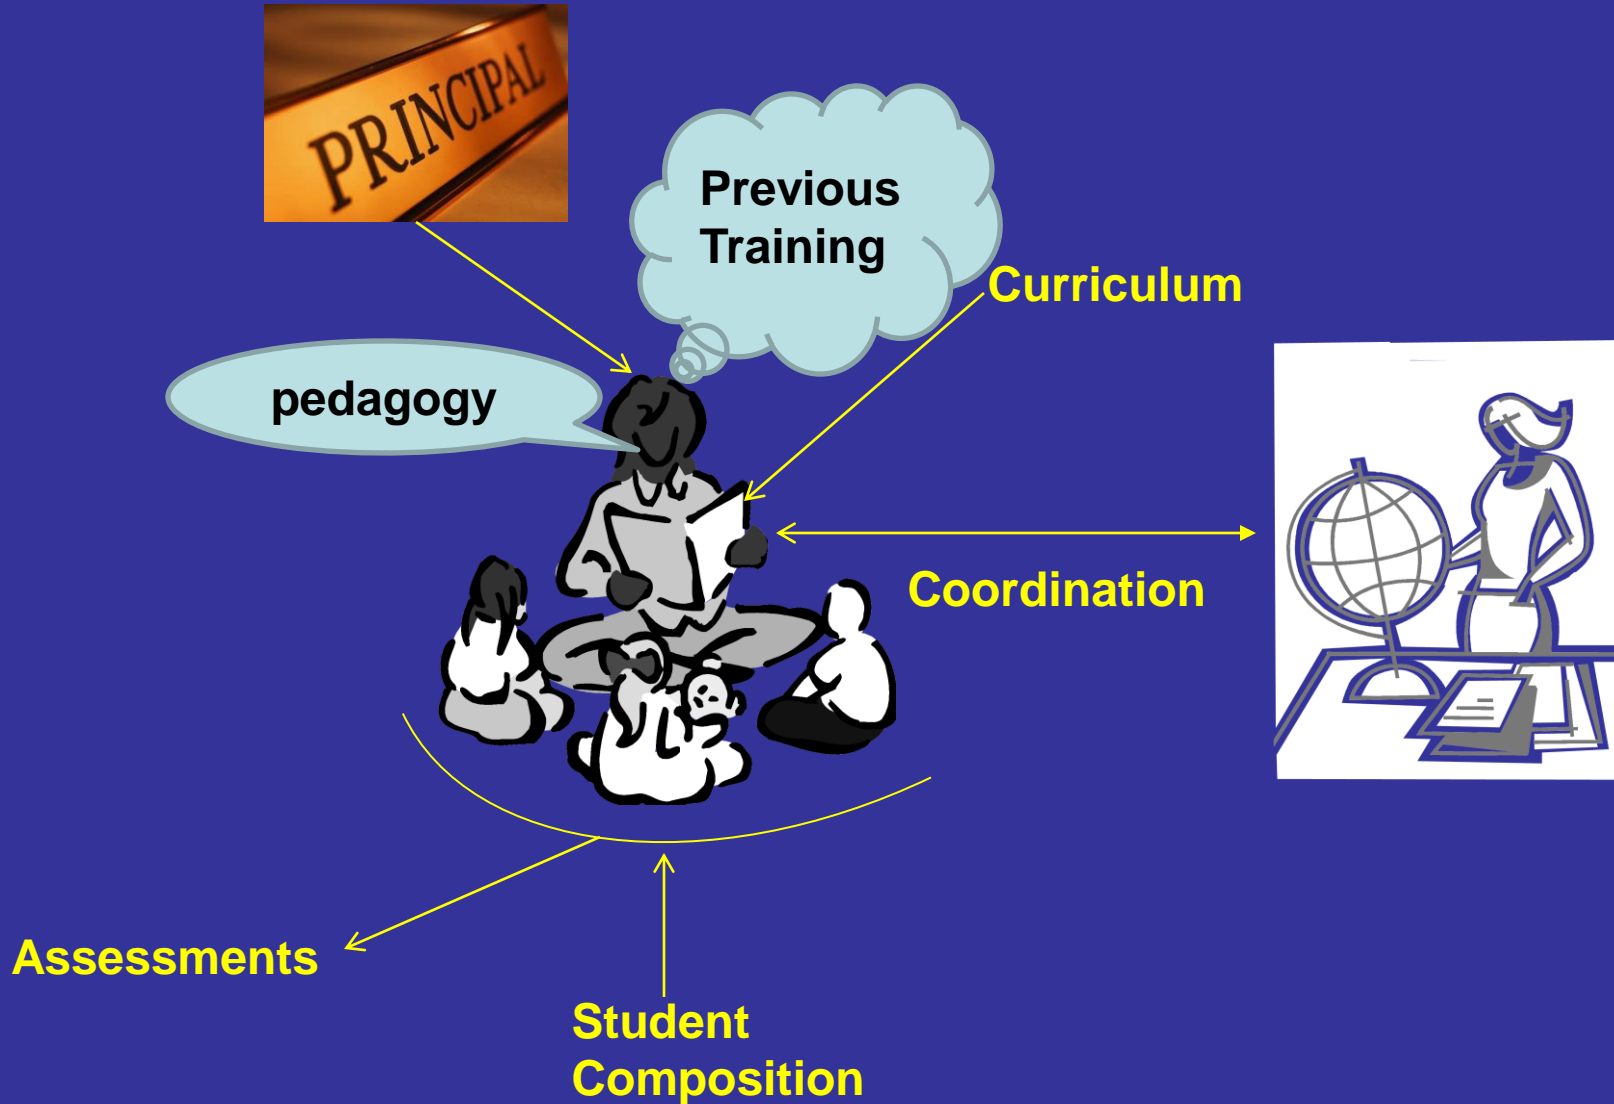 PRINCIPAL
Previous
Training
Curriculum
pedagogy
Coordination
Assessments
Student
Composition